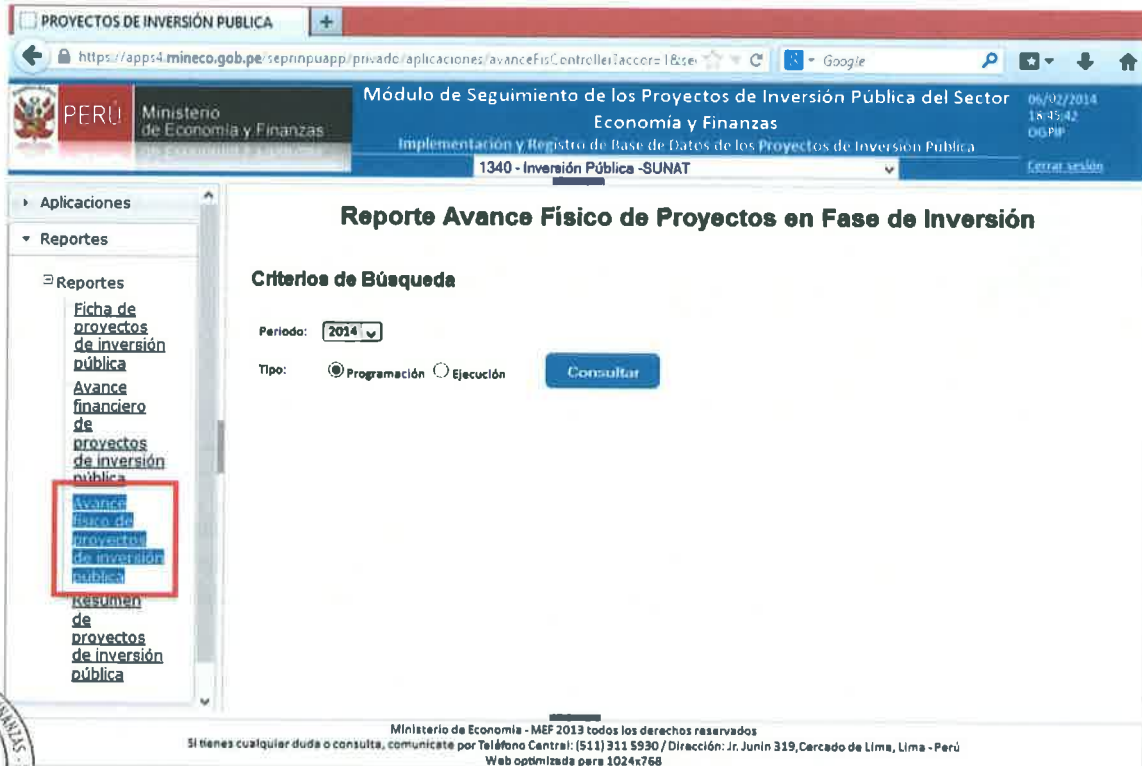 PROYECTOS DE INVERSIÓN PUBLICA
https://apps4.mineco.gob.pe/seprinpuapp/privado/aplicaciones/avanceFisController?accion=1&se
Google
PERÚ
Ministerio
de Economía y Finanzas
Módulo de Seguimiento de los Proyectos de Inversión Pública del Sector
Economía y Finanzas
Implementación y Registro de Base de Datos de los Proyectos de Inversión Publica
1340 - Inversión Pública -SUNAT
06/02/2014
18:45:42
OGPIP
Cerrar sesión
Aplicaciones
Reportes
Reportes
Ficha de
proyectos
de inversión
pública
Avance
financiero
de
proyectos
de inversión
pública
Avance
físico de
proyectos
de inversión
pública
Resumen
de
proyectos
de inversión
pública
Reporte Avance Físico de Proyectos en Fase de Inversión
Criterios de Búsqueda
Periodo: 2014
Tipo: Programación Ejecución Consultar
Ministerio de Economia - MEF 2013 todos los derechos reservados
Si tienes cualquier duda o consulta, comunicate por Teléfono Central: (511) 311 5930 / Dirección: Jr. Junin 319,Cercado de Lima, Lima - Perú
Web optimizada para 1024x768